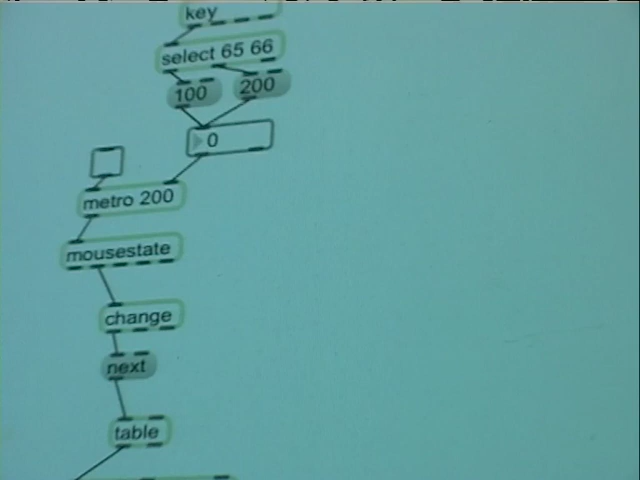 key
select 65 66
100
200
0
metro 200
mousestate
change
next
table